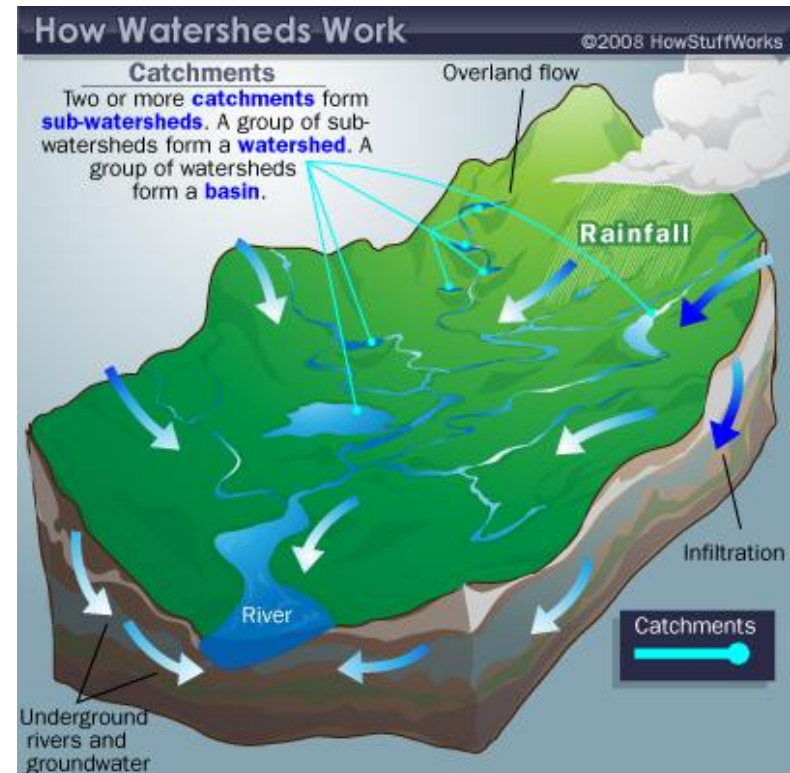 How Watersheds Work
©2008 HowStuffWorks
Catchments
Two or more catchments form
sub-watersheds. A group of sub-
watersheds form a watershed. A
group of watersheds
form a basin.
Overland flow
Rainfall
Infiltration
River
Catchments
Underground
rivers and
groundwater